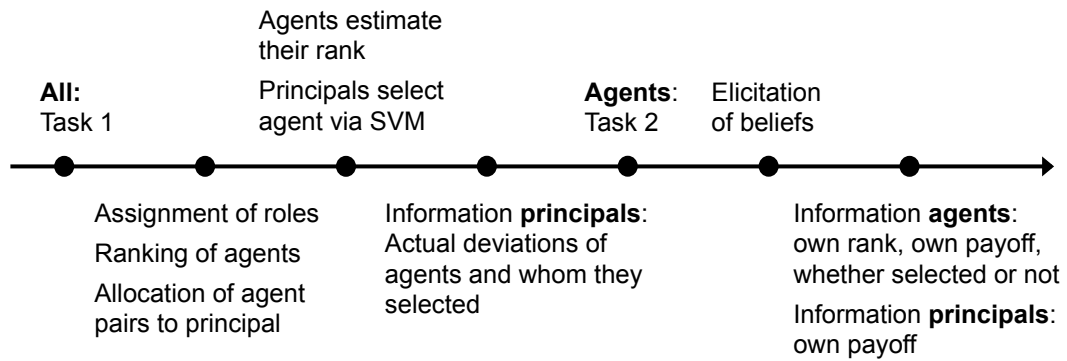 Agents estimate
their rank
Principals select
agent via SVM
All:
Task 1
Agents:
Task 2
Elicitation
of beliefs
Assignment of roles
Ranking of agents
Allocation of agent
pairs to principal
Information principals:
Actual deviations of
agents and whom they
selected
Information agents:
own rank, own payoff,
whether selected or not
Information principals:
own payoff